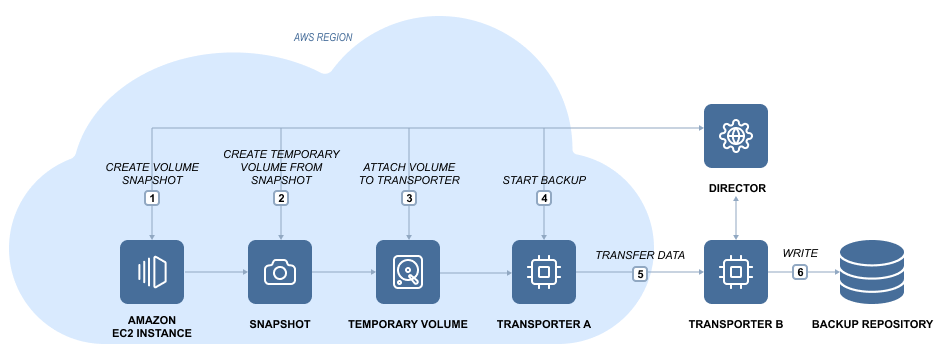 AWS REGION
CREATE VOLUME
SNAPSHOT
1
CREATE TEMPORARY
VOLUME FROM
SNAPSHOT
2
ATTACH VOLUME
TO TRANSPORTER
3
START BACKUP
4
DIRECTOR
TRANSFER DATA
5
WRITE
6
AMAZON
EC2 INSTANCE
SNAPSHOT
TEMPORARY VOLUME
TRANSPORTER A
TRANSPORTER B
BACKUP REPOSITORY